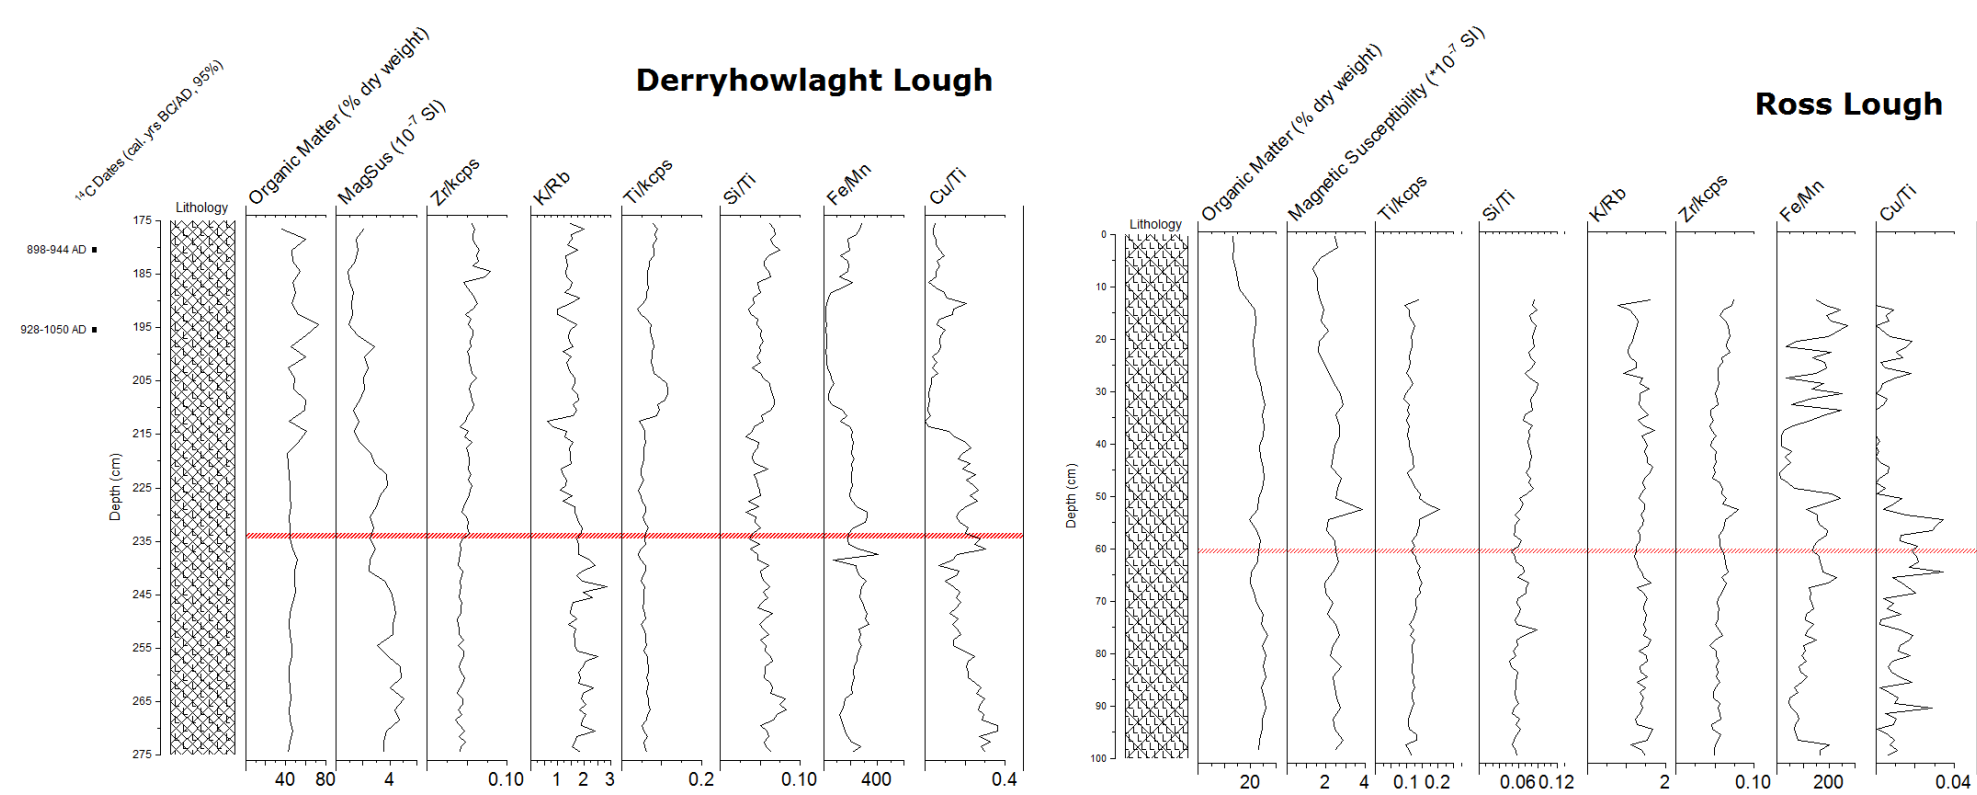 Derryhowlaght Lough
¹⁴C Dates (cal. yrs BC/AD, 95%)
Lithology
Organic Matter (% dry weight)
MagSus (10⁻⁷ SI)
Zr/kcps
K/Rb
Ti/kcps
Si/Ti
Fe/Mn
Cu/Ti
898-944 AD
928-1050 AD
Depth (cm)
175
185
195
205
215
225
235
245
255
265
275
40 80
4
0.10
1 2 3
0.2
0.10
400
0.4
Ross Lough
Lithology
Organic Matter (% dry weight)
Magnetic Susceptibility (*10⁻⁷ SI)
Ti/kcps
Si/Ti
K/Rb
Zr/kcps
Fe/Mn
Cu/Ti
Depth (cm)
0
10
20
30
40
50
60
70
80
90
100
20
2 4
0.1 0.2
0.06 0.12
2
0.10
200
0.04